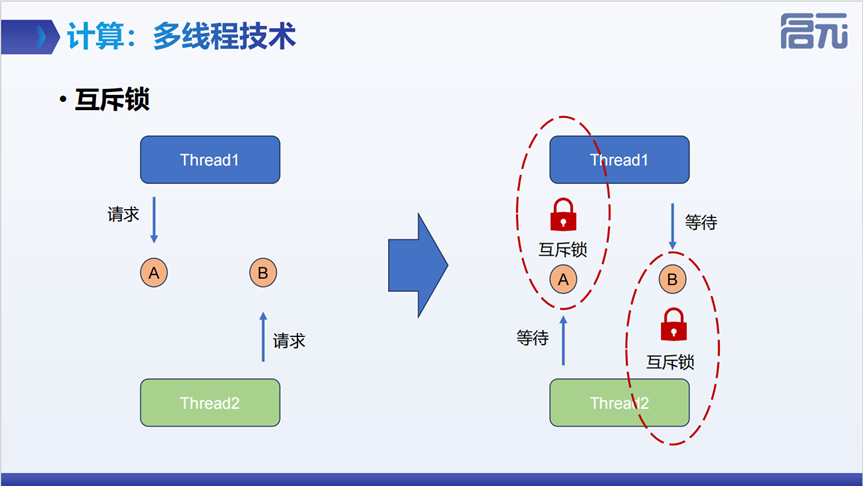 计算：多线程技术
启元
• 互斥锁
Thread1
请求
A
B
请求
Thread2
Thread1
互斥锁
等待
A
B
等待
互斥锁
Thread2